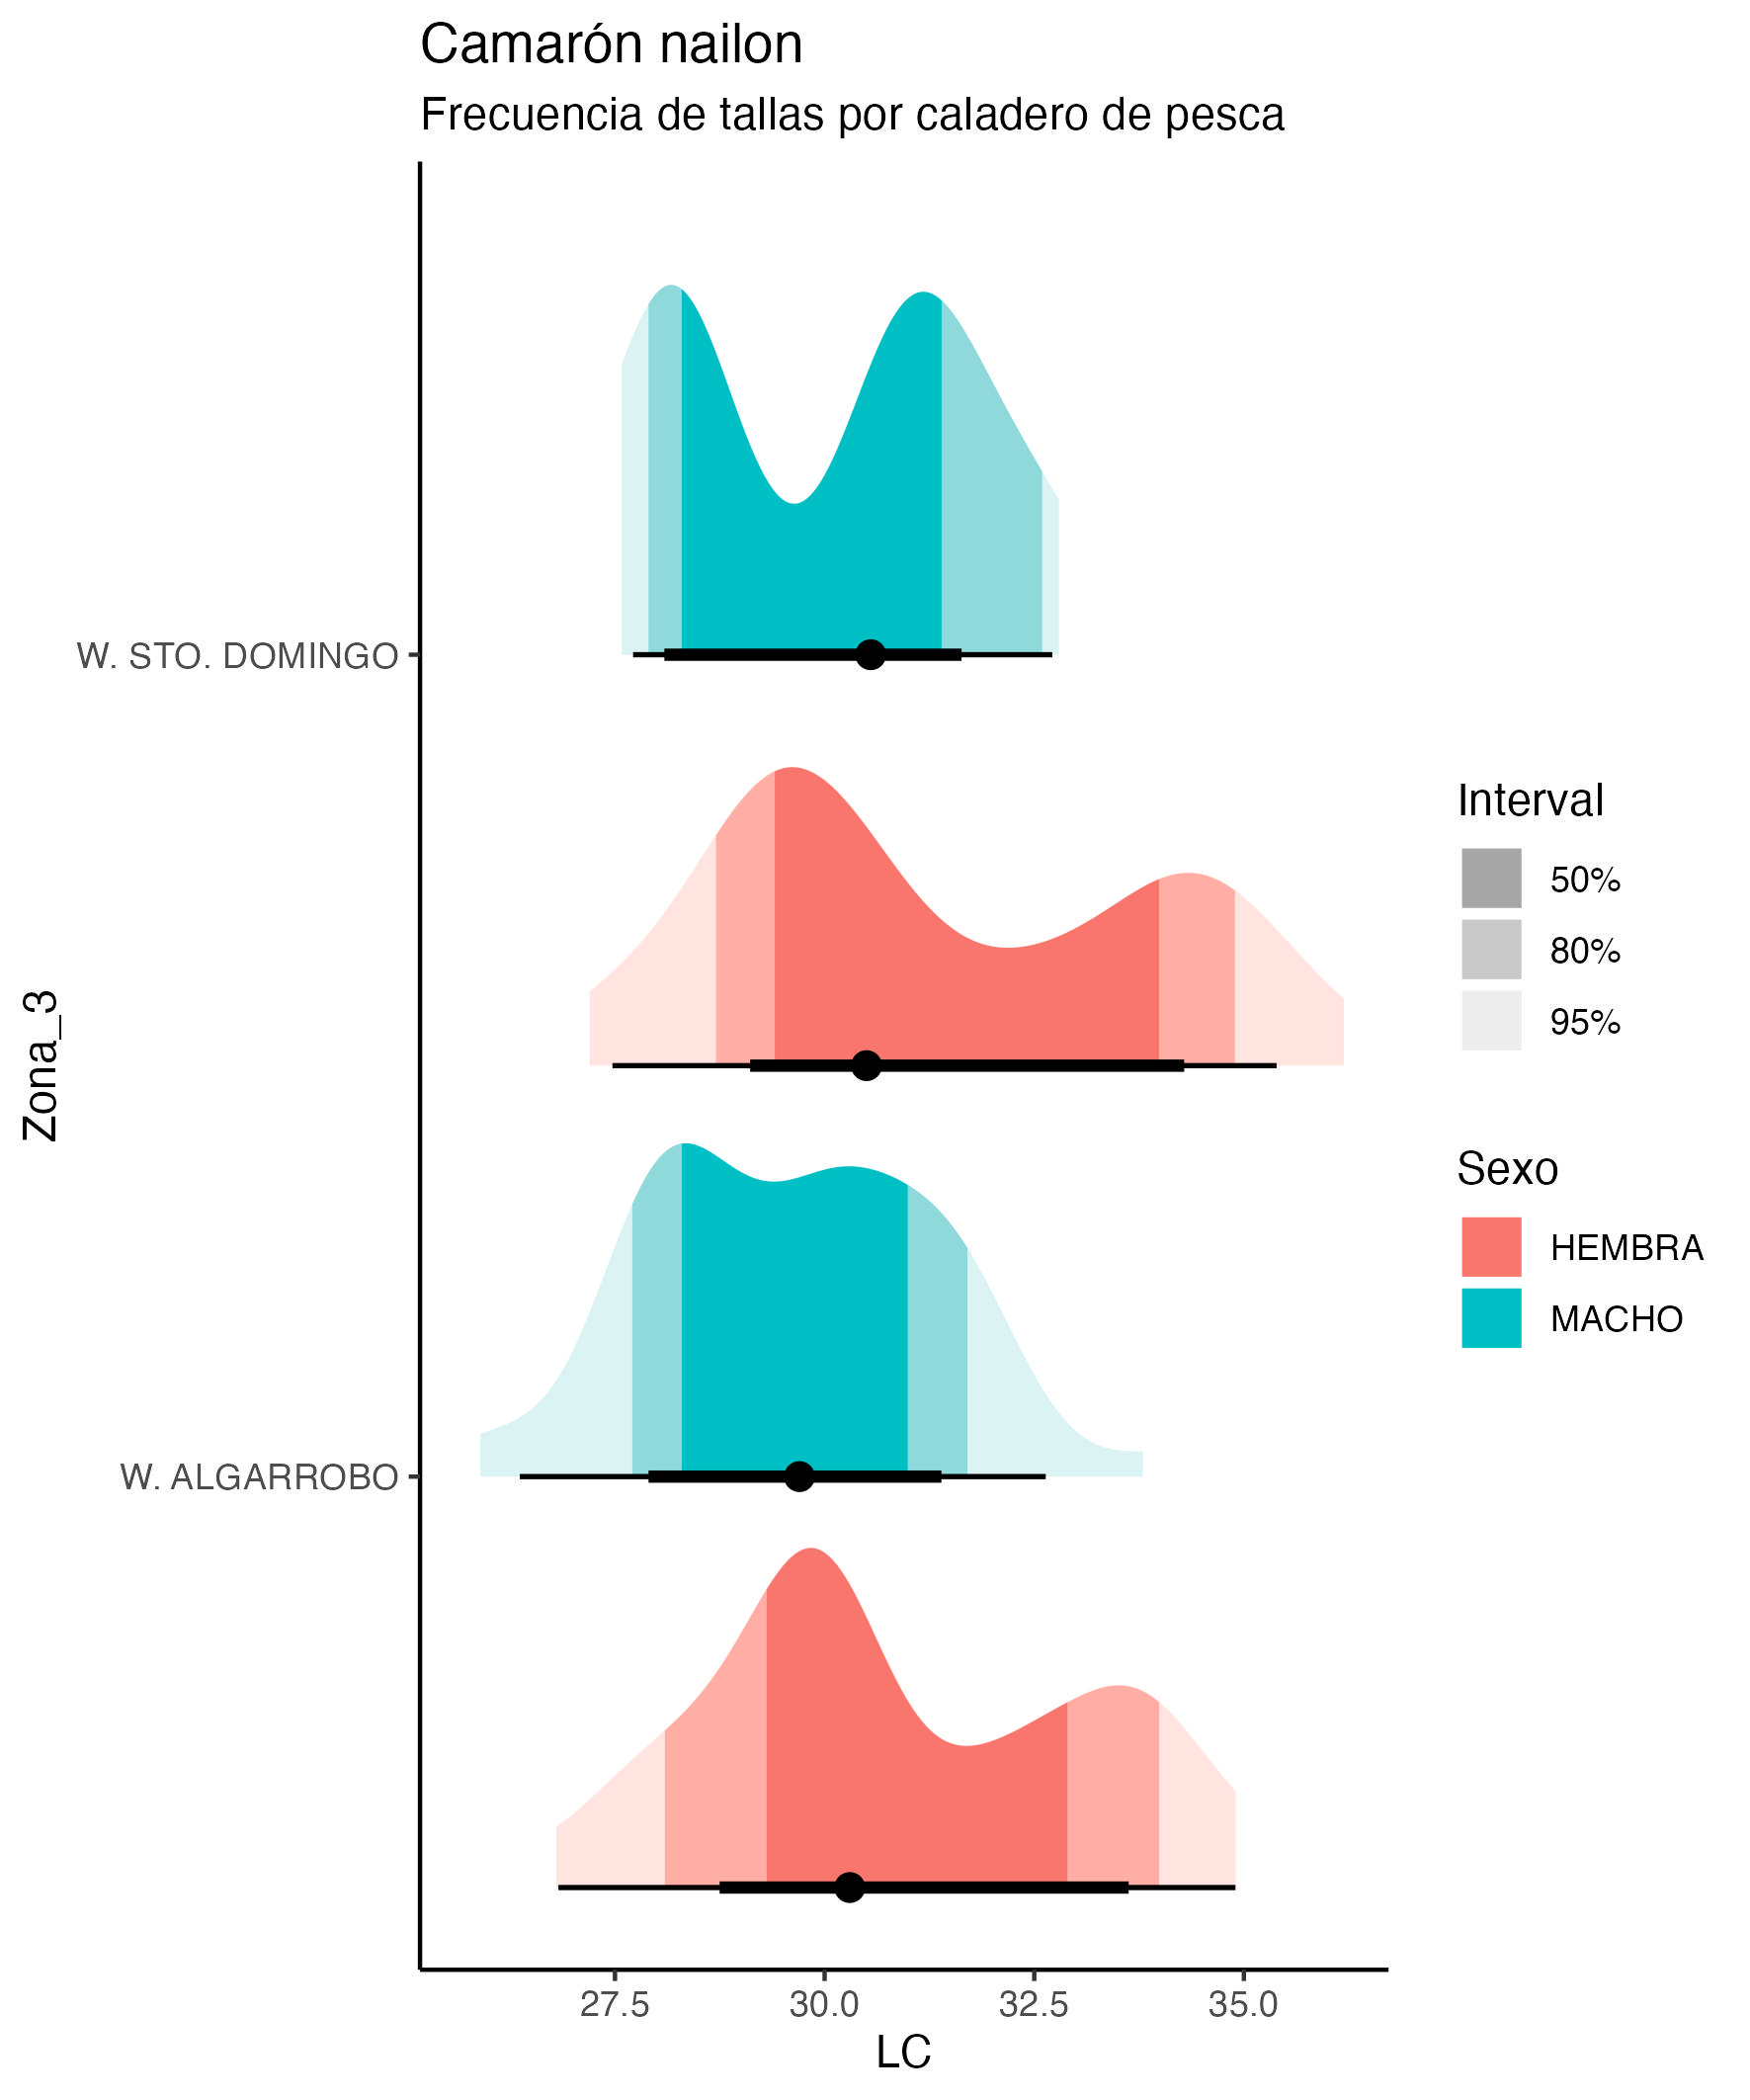 Camarón nailon
Frecuencia de tallas por caladero de pesca
W. STO. DOMINGO
W. ALGARROBO
Zona_3
27.5
30.0
32.5
35.0
LC
Interval
50%
80%
95%
Sexo
HEMBRA
MACHO